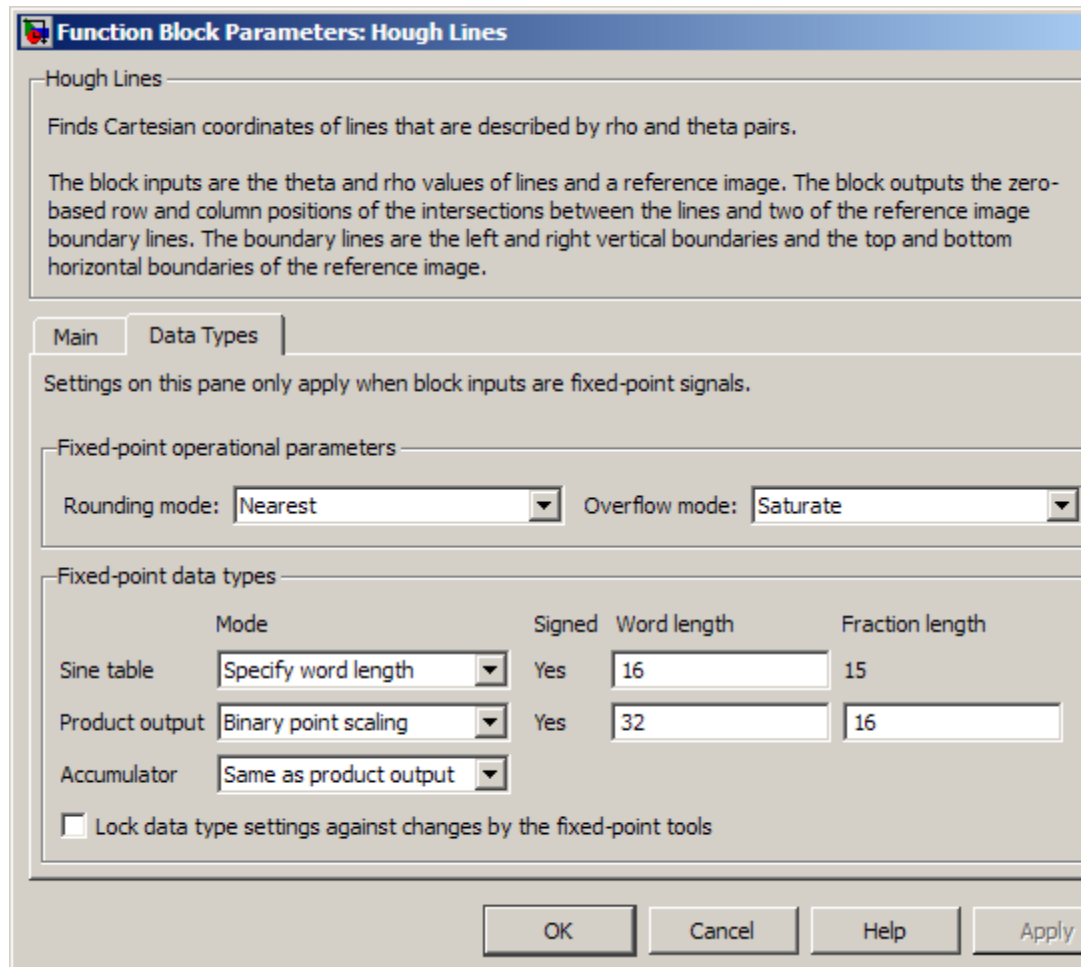 Function Block Parameters: Hough Lines
Hough Lines
Finds Cartesian coordinates of lines that are described by rho and theta pairs.
The block inputs are the theta and rho values of lines and a reference image. The block outputs the zero-
based row and column positions of the intersections between the lines and two of the reference image
boundary lines. The boundary lines are the left and right vertical boundaries and the top and bottom
horizontal boundaries of the reference image.
Main Data Types
Settings on this pane only apply when block inputs are fixed-point signals.
Fixed-point operational parameters
Rounding mode: Nearest Overflow mode: Saturate
Fixed-point data types
Mode Signed Word length Fraction length
Sine table Specify word length Yes 16 15
Product output Binary point scaling Yes 32 16
Accumulator Same as product output
Lock data type settings against changes by the fixed-point tools
OK Cancel Help Apply